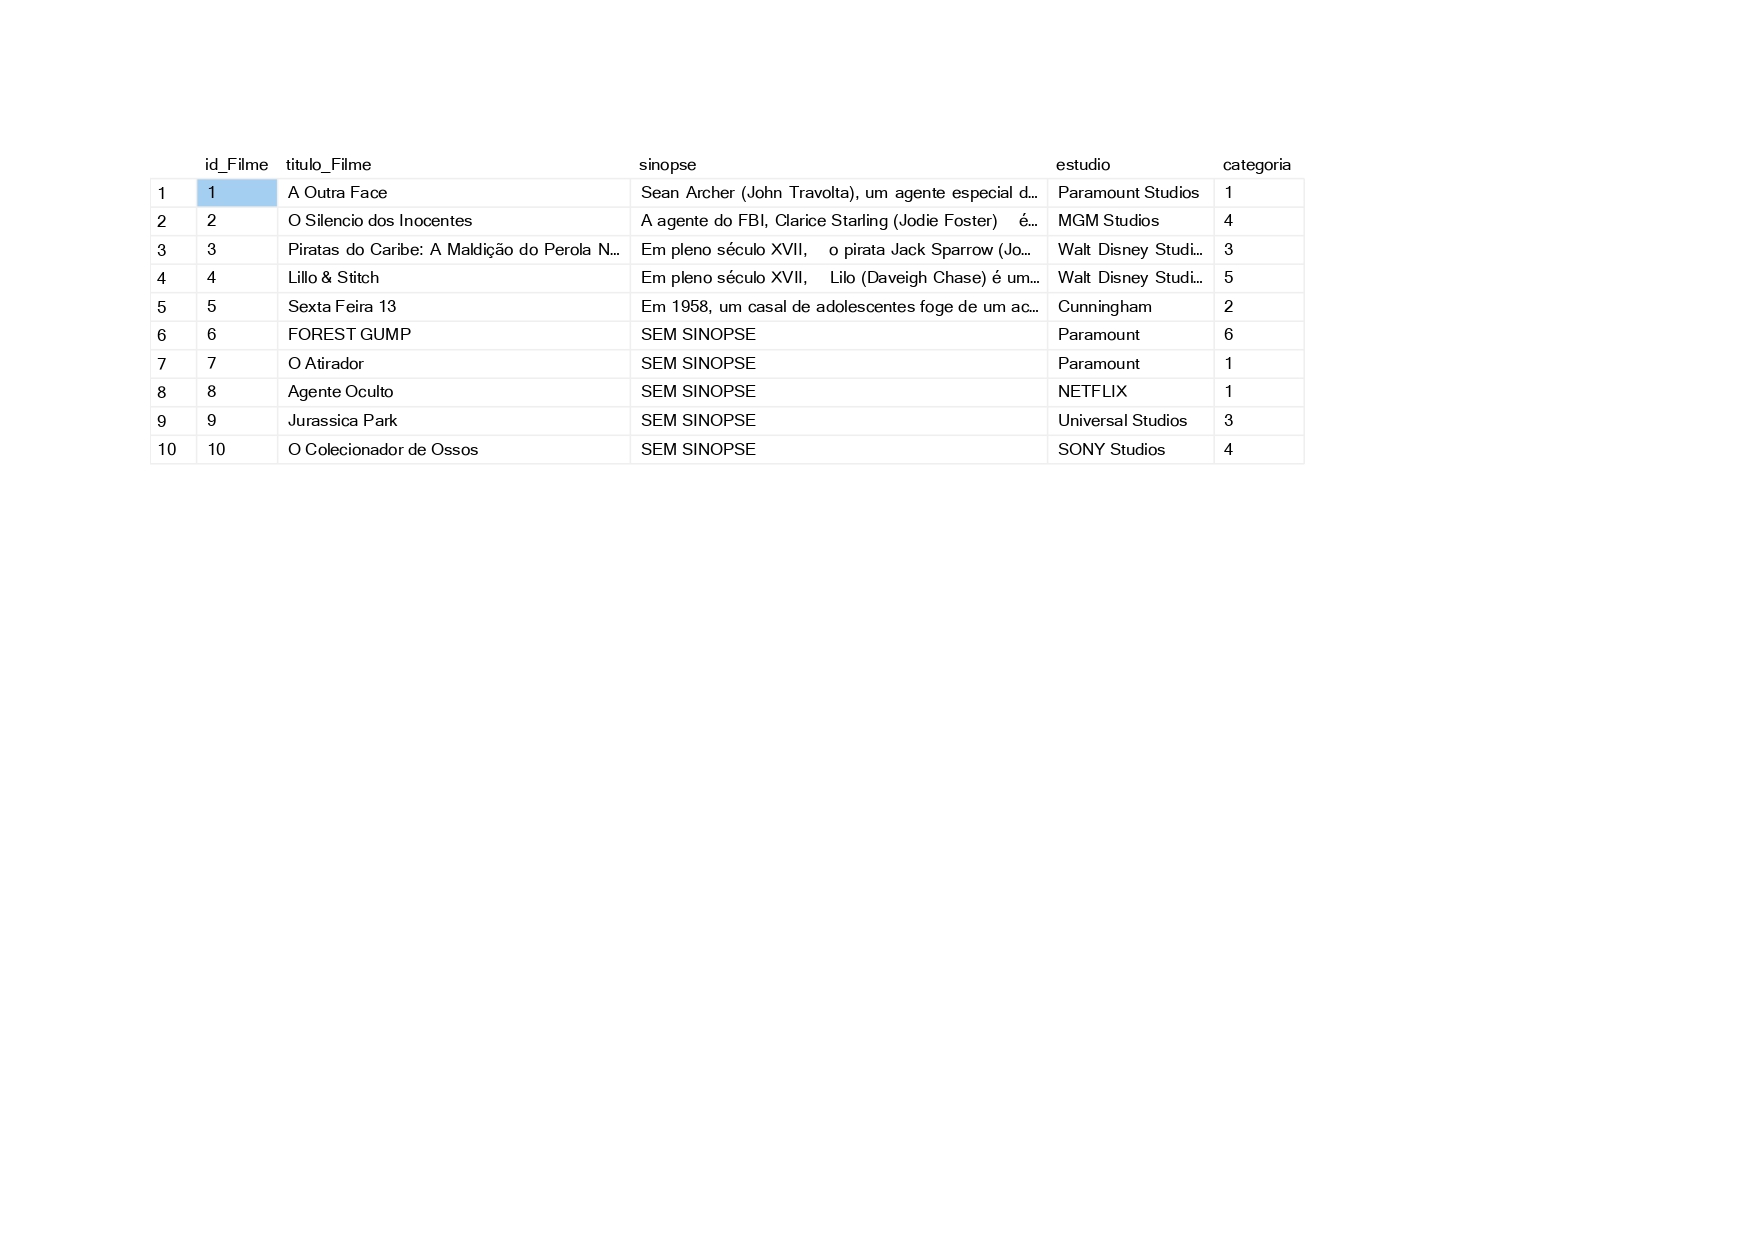 id_Filme titulo_Filme sinopse estudio categoria
1 1 A Outra Face Sean Archer (John Travolta), um agente especial d... Paramount Studios 1
2 2 O Silencio dos Inocentes A agente do FBI, Clarice Starling (Jodie Foster) é... MGM Studios 4
3 3 Piratas do Caribe: A Maldição do Perola N... Em pleno século XVII, o pirata Jack Sparrow (Jo... Walt Disney Studi... 3
4 4 Lillo & Stitch Em pleno século XVII, Lilo (Daveigh Chase) é um... Walt Disney Studi... 5
5 5 Sexta Feira 13 Em 1958, um casal de adolescentes foge de um ac... Cunningham 2
6 6 FOREST GUMP SEM SINOPSE Paramount 6
7 7 O Atirador SEM SINOPSE Paramount 1
8 8 Agente Oculto SEM SINOPSE NETFLIX 1
9 9 Jurassica Park SEM SINOPSE Universal Studios 3
10 10 O Colecionador de Ossos SEM SINOPSE SONY Studios 4